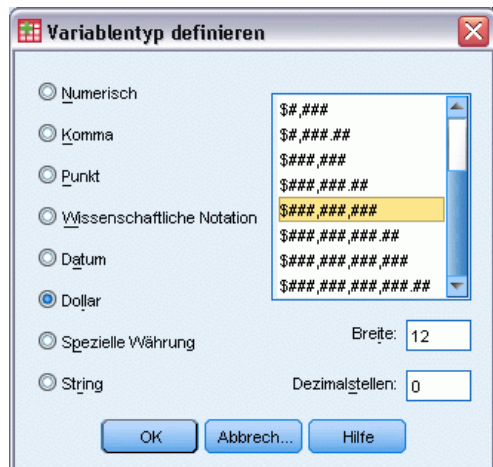 Variablentyp definieren
Numerisch
Komma
Punkt
Wissenschaftliche Notation
Datum
Dollar
Spezielle Währung
String
$#,###
$#,###.##
$###,###
$###,###.##
$###,###,###
$###,###,###.##
$###,###,###,###
$###,###,###,###.##
Breite: 12
Dezimalstellen: 0
OK Abbrech... Hilfe